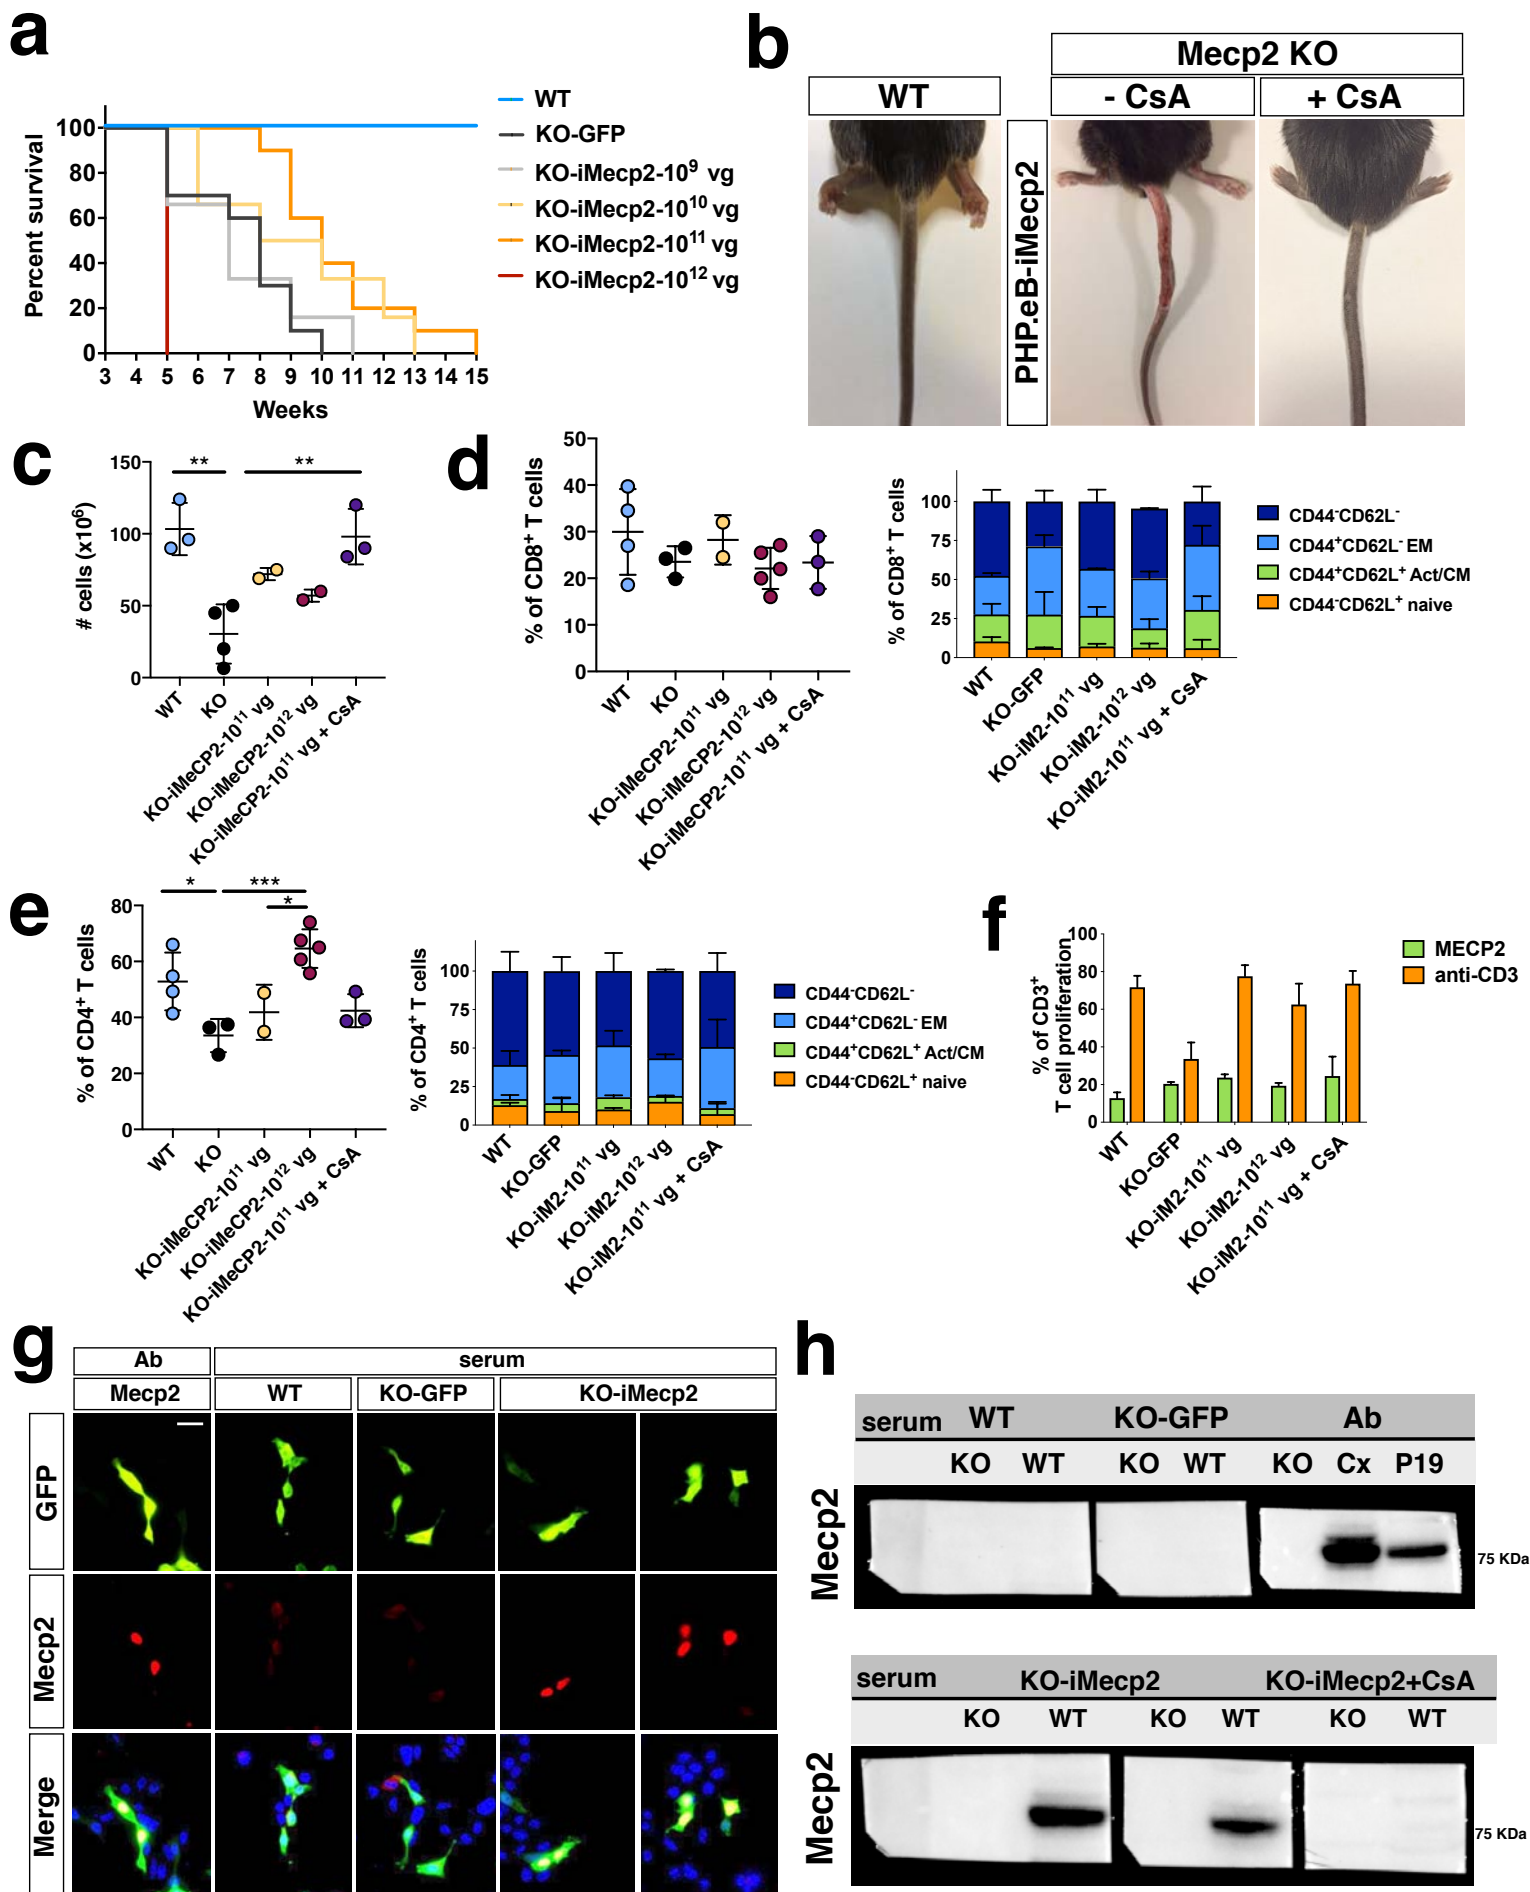 a
Percent survival
100
80
60
40
20
0
3 4 5 6 7 8 9 10 11 12 13 14 15
Weeks
WT
KO-GFP
KO-iMecp2-10⁹ vg
KO-iMecp2-10¹⁰ vg
KO-iMecp2-10¹¹ vg
KO-iMecp2-10¹² vg
b
Mecp2 KO
WT
- CsA
+ CsA
PHP.eB-iMecp2
c
# cells (x10⁶)
150
100
50
0
** **
WT
KO
KO-iMeCP2-10¹¹ vg
KO-iMeCP2-10¹² vg
KO-iMeCP2-10¹¹ vg + CsA
d
% of CD8⁺ T cells
50
40
30
20
10
0
WT
KO
KO-iMeCP2-10¹¹ vg
KO-iMeCP2-10¹² vg
KO-iMeCP2-10¹¹ vg + CsA
% of CD8⁺ T cells
100
75
50
25
0
WT
KO-GFP
KO-iM2-10¹¹ vg
KO-iM2-10¹² vg
KO-iM2-10¹¹ vg + CsA
CD44⁻CD62L⁻
CD44⁺CD62L⁻ EM
CD44⁺CD62L⁺ Act/CM
CD44⁻CD62L⁺ naive
e
% of CD4⁺ T cells
80
60
40
20
0
* ***
*
WT
KO
KO-iMeCP2-10¹¹ vg
KO-iMeCP2-10¹² vg
KO-iMeCP2-10¹¹ vg + CsA
% of CD4⁺ T cells
100
75
50
25
0
WT
KO-GFP
KO-iM2-10¹¹ vg
KO-iM2-10¹² vg
KO-iM2-10¹¹ vg + CsA
CD44⁻CD62L⁻
CD44⁺CD62L⁻ EM
CD44⁺CD62L⁺ Act/CM
CD44⁻CD62L⁺ naive
f
% of CD3⁺
T cell proliferation
100
80
60
40
20
0
WT
KO-GFP
KO-iM2-10¹¹ vg
KO-iM2-10¹² vg
KO-iM2-10¹¹ vg + CsA
MECP2
anti-CD3
g
Ab serum
Mecp2 WT KO-GFP KO-iMecp2
GFP
Mecp2
Merge
h
serum WT KO-GFP Ab
KO WT KO WT KO Cx P19
Mecp2
75 KDa
serum KO-iMecp2 KO-iMecp2+CsA
KO WT KO WT KO WT
Mecp2
75 KDa